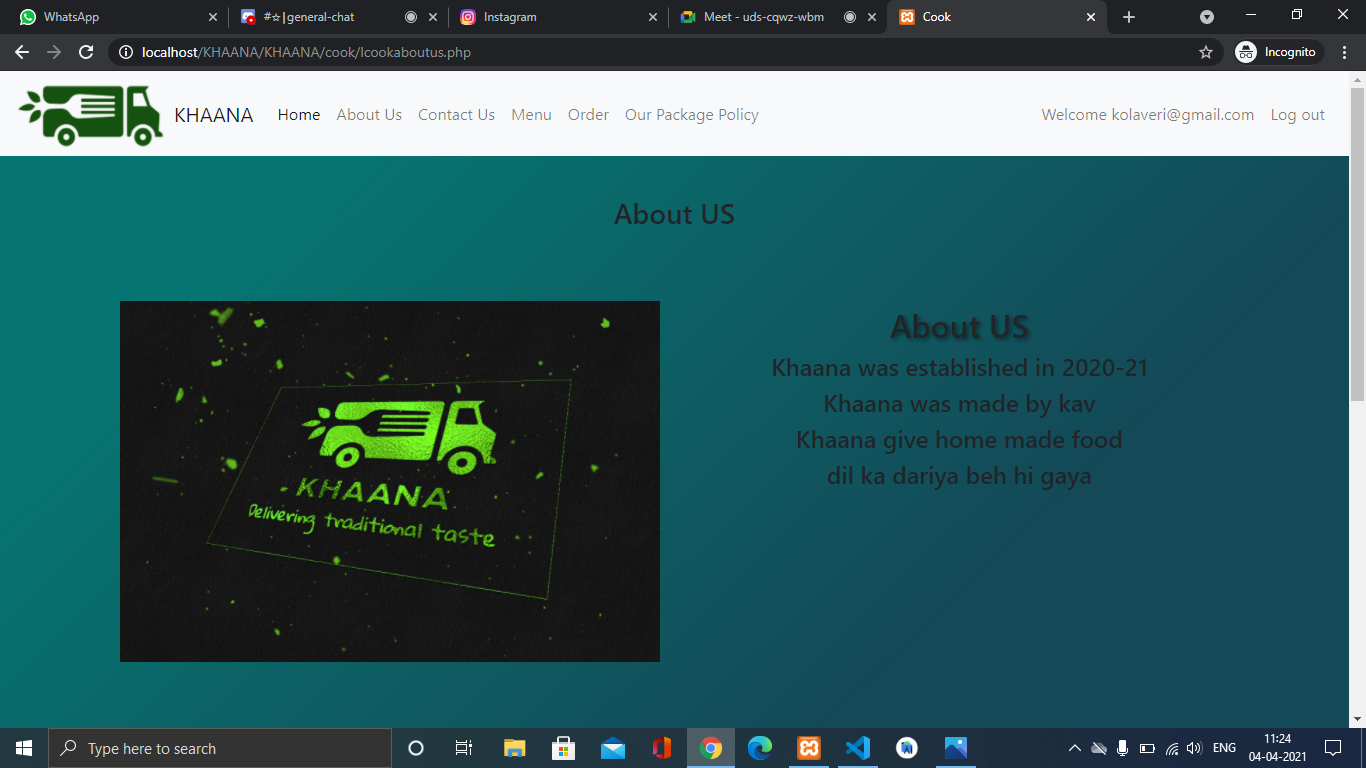 WhatsApp
#☆|general-chat
Instagram
Meet - uds-cqwz-wbm
Cook
localhost/KHAANA/KHAANA/cook/lcookaboutus.php
Incognito
KHAANA Home About Us Contact Us Menu Order Our Package Policy Welcome kolaveri@gmail.com Log out
About US
KHAANA
Delivering traditional taste
About US
Khaana was established in 2020-21
Khaana was made by kav
Khaana give home made food
dil ka dariya beh hi gaya
Type here to search
ENG
11:24
04-04-2021